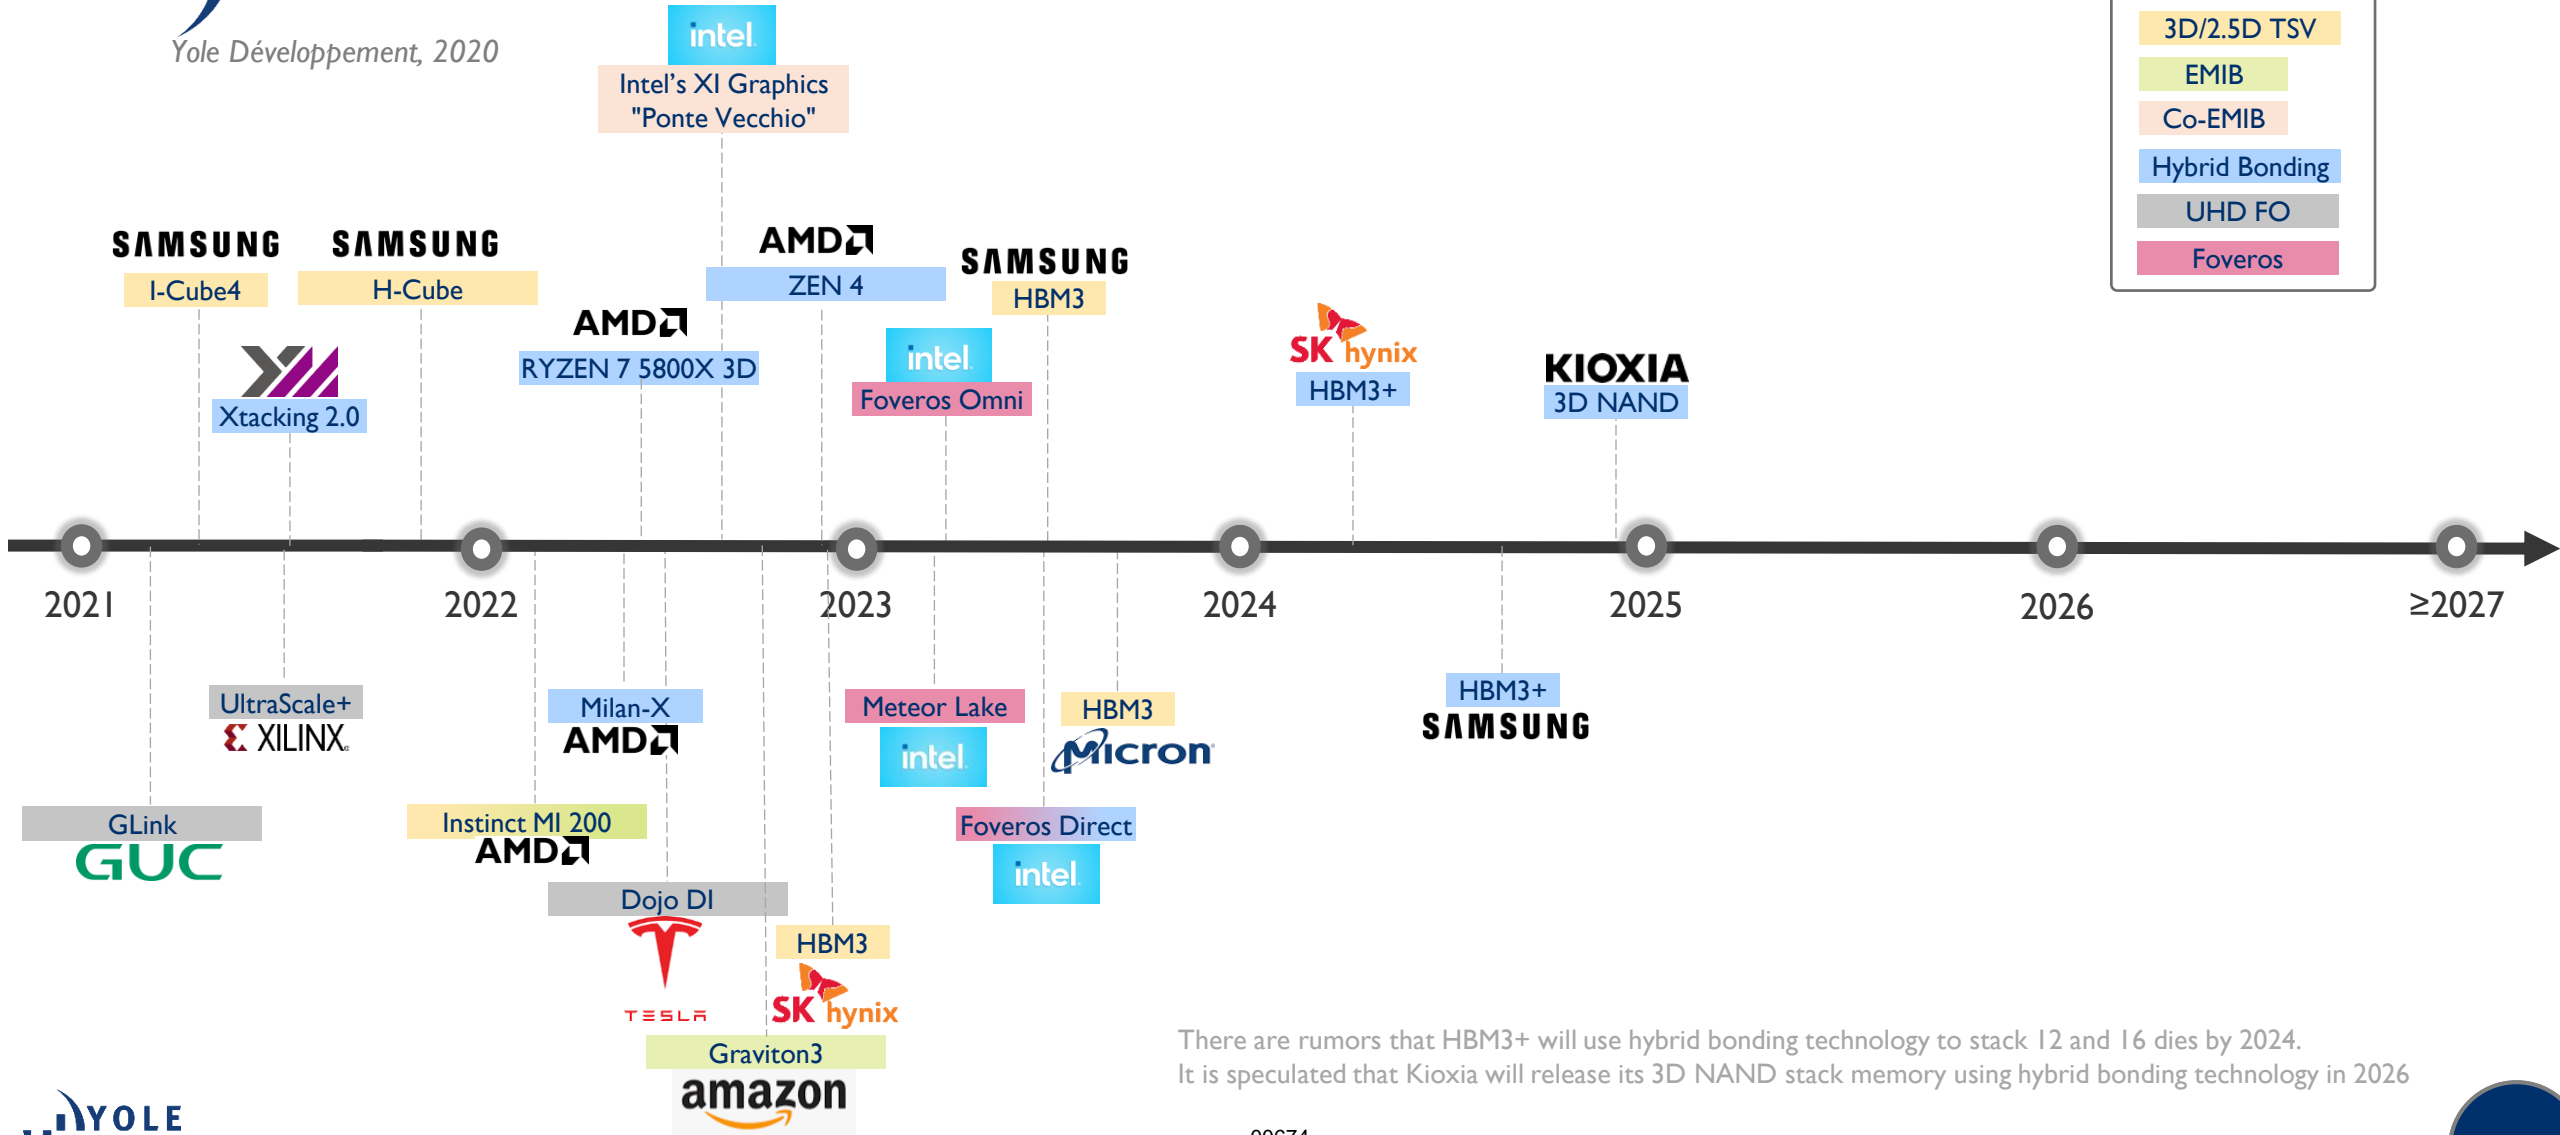 Yole Développement, 2020
intel.
Intel's XI Graphics
"Ponte Vecchio"
3D/2.5D TSV
EMIB
Co-EMIB
Hybrid Bonding
UHD FO
Foveros
SAMSUNG
I-Cube4
SAMSUNG
H-Cube
AMD
ZEN 4
SAMSUNG
HBM3
Xtacking 2.0
AMD
RYZEN 7 5800X 3D
intel.
Foveros Omni
SK hynix
HBM3+
KIOXIA
3D NAND
2021
2022
2023
2024
2025
2026
≥2027
UltraScale+
XILINX
Milan-X
AMD
Meteor Lake
intel.
HBM3
Micron
HBM3+
SAMSUNG
GLink
GUC
Instinct MI 200
AMD
Foveros Direct
intel.
Dojo D1
TESLA
HBM3
SK hynix
Graviton3
amazon
There are rumors that HBM3+ will use hybrid bonding technology to stack 12 and 16 dies by 2024.
It is speculated that Kioxia will release its 3D NAND stack memory using hybrid bonding technology in 2026
YOLE